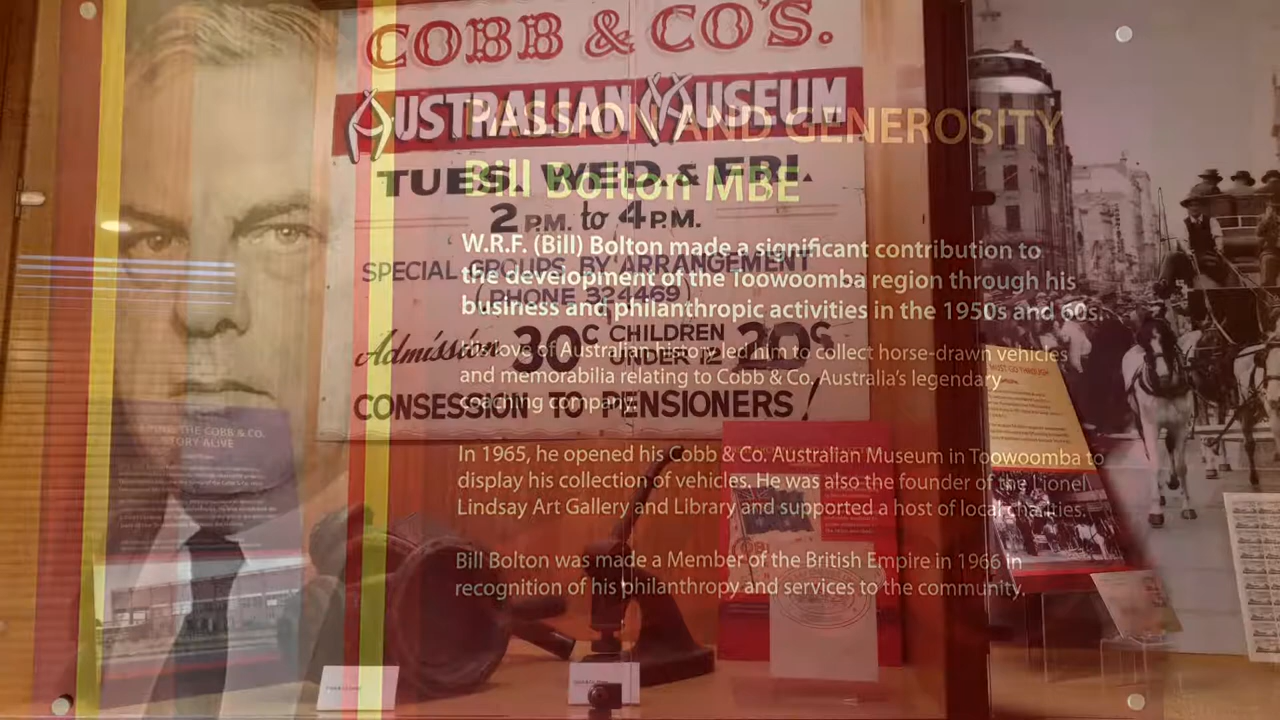 COBB & CO'S.
AUSTRALIAN MUSEUM
PASSION AND GENEROSITY
TUES. WED. & FRI.
Bill Bolton MBE
2 P.M. to 4 P.M.
W.R.F. (Bill) Bolton made a significant contribution to
SPECIAL GROUPS BY ARRANGEMENT
the development of the Toowoomba region through his
(PHONE 324469)
business and philanthropic activities in the 1950s and 60s.
Admission 30c CHILDREN UNDER 12 20c
His love of Australian history led him to collect horse-drawn vehicles
and memorabilia relating to Cobb & Co. Australia's legendary
coaching company.
CONSESSION TO PENSIONERS!
THE COBB & CO.
STORY ALIVE
MUST GO THROUGH
In 1965, he opened his Cobb & Co. Australian Museum in Toowoomba to
display his collection of vehicles. He was also the founder of the Lionel
Lindsay Art Gallery and Library and supported a host of local charities.
Bill Bolton was made a Member of the British Empire in 1966 in
recognition of his philanthropy and services to the community.